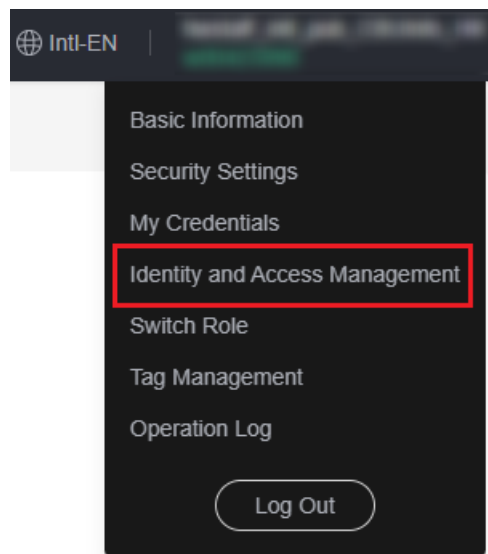 Intl-EN
Basic Information
Security Settings
My Credentials
Identity and Access Management
Switch Role
Tag Management
Operation Log
Log Out